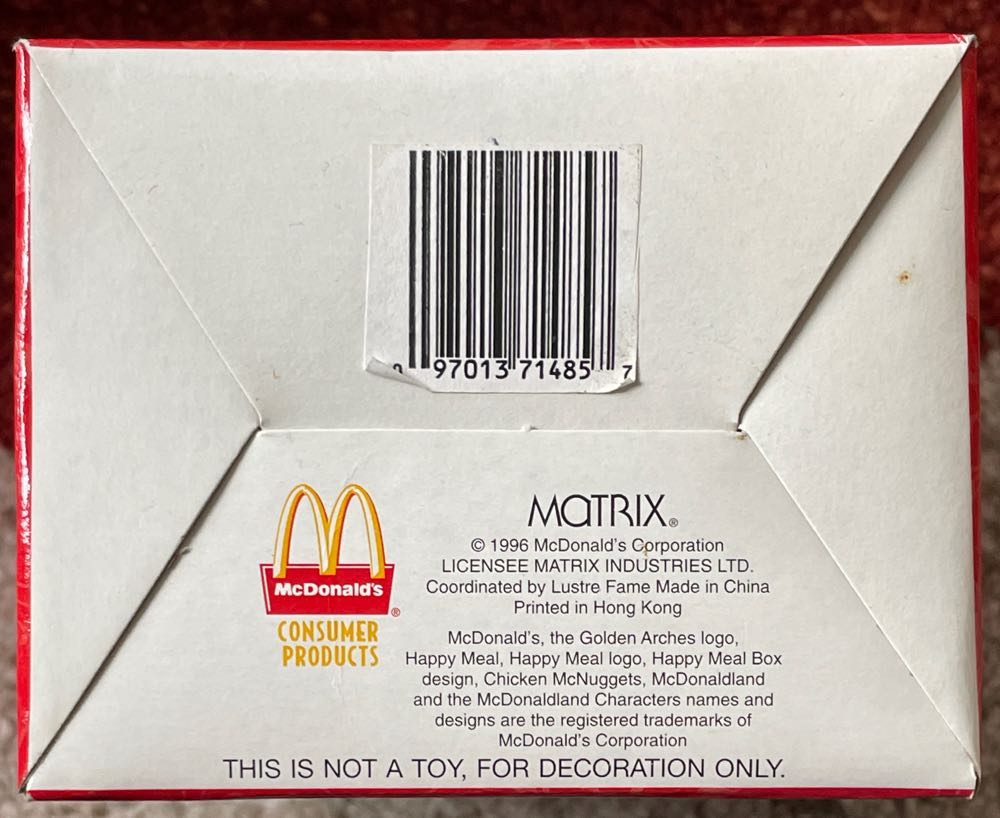 0 97013 71485 7
McDonald's®
CONSUMER
PRODUCTS
MATRIX®
© 1996 McDonald's Corporation
LICENSEE MATRIX INDUSTRIES LTD.
Coordinated by Lustre Fame Made in China
Printed in Hong Kong
McDonald's, the Golden Arches logo,
Happy Meal, Happy Meal logo, Happy Meal Box
design, Chicken McNuggets, McDonaldland
and the McDonaldland Characters names and
designs are the registered trademarks of
McDonald's Corporation
THIS IS NOT A TOY, FOR DECORATION ONLY.